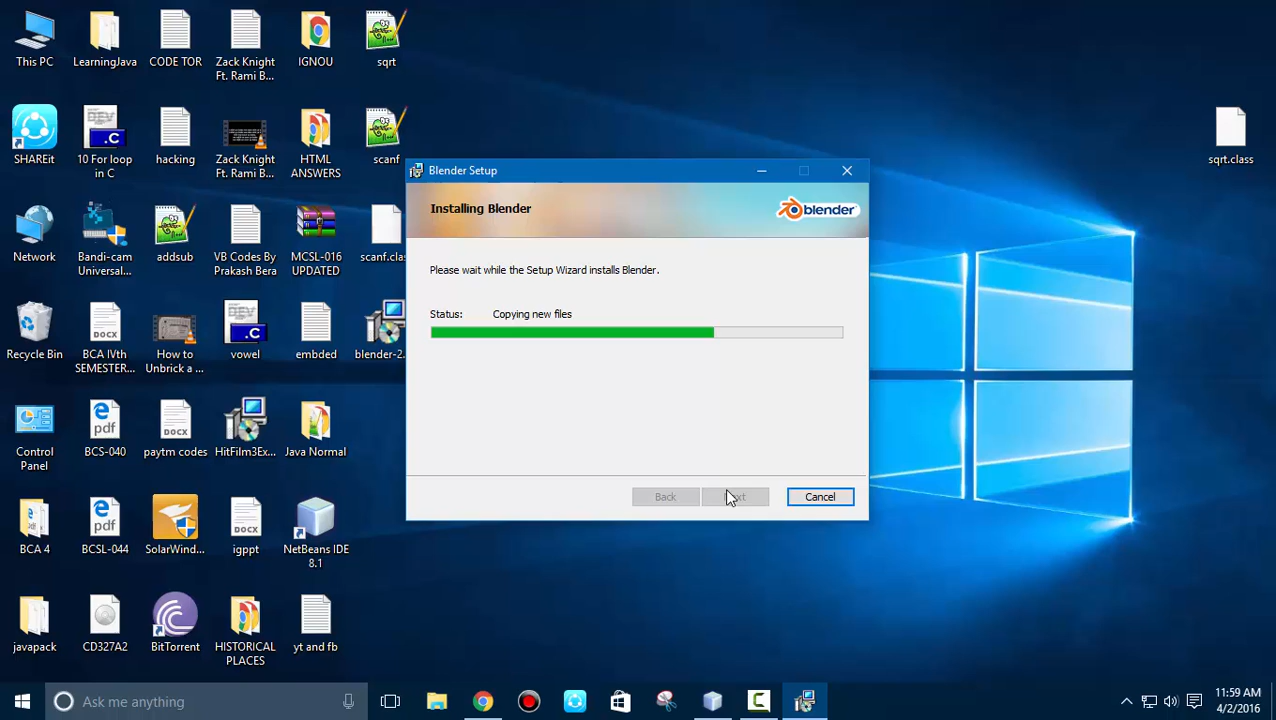 This PC
LearningJava
CODE TOR
Zack Knight
Ft. Rami B...
IGNOU
sqrt
SHAREit
10 For loop
in C
hacking
Zack Knight
Ft. Rami B...
HTML
ANSWERS
scanf
sqrt.class
Network
Bandi-cam
Universal...
addsub
VB Codes By
Prakash Bera
MCSL-016
UPDATED
scanf.clas
Recycle Bin
BCA IVth
SEMESTER...
How to
Unbrick a ...
vowel
embded
blender-2.
Control
Panel
BCS-040
paytm codes
HitFilm3Ex...
Java Normal
BCA 4
BCSL-044
SolarWind...
igppt
NetBeans IDE
8.1
javapack
CD327A2
BitTorrent
HISTORICAL
PLACES
yt and fb
Blender Setup
Installing Blender
blender
Please wait while the Setup Wizard installs Blender.
Status: Copying new files
Back
Cancel
Ask me anything
11:59 AM
4/2/2016